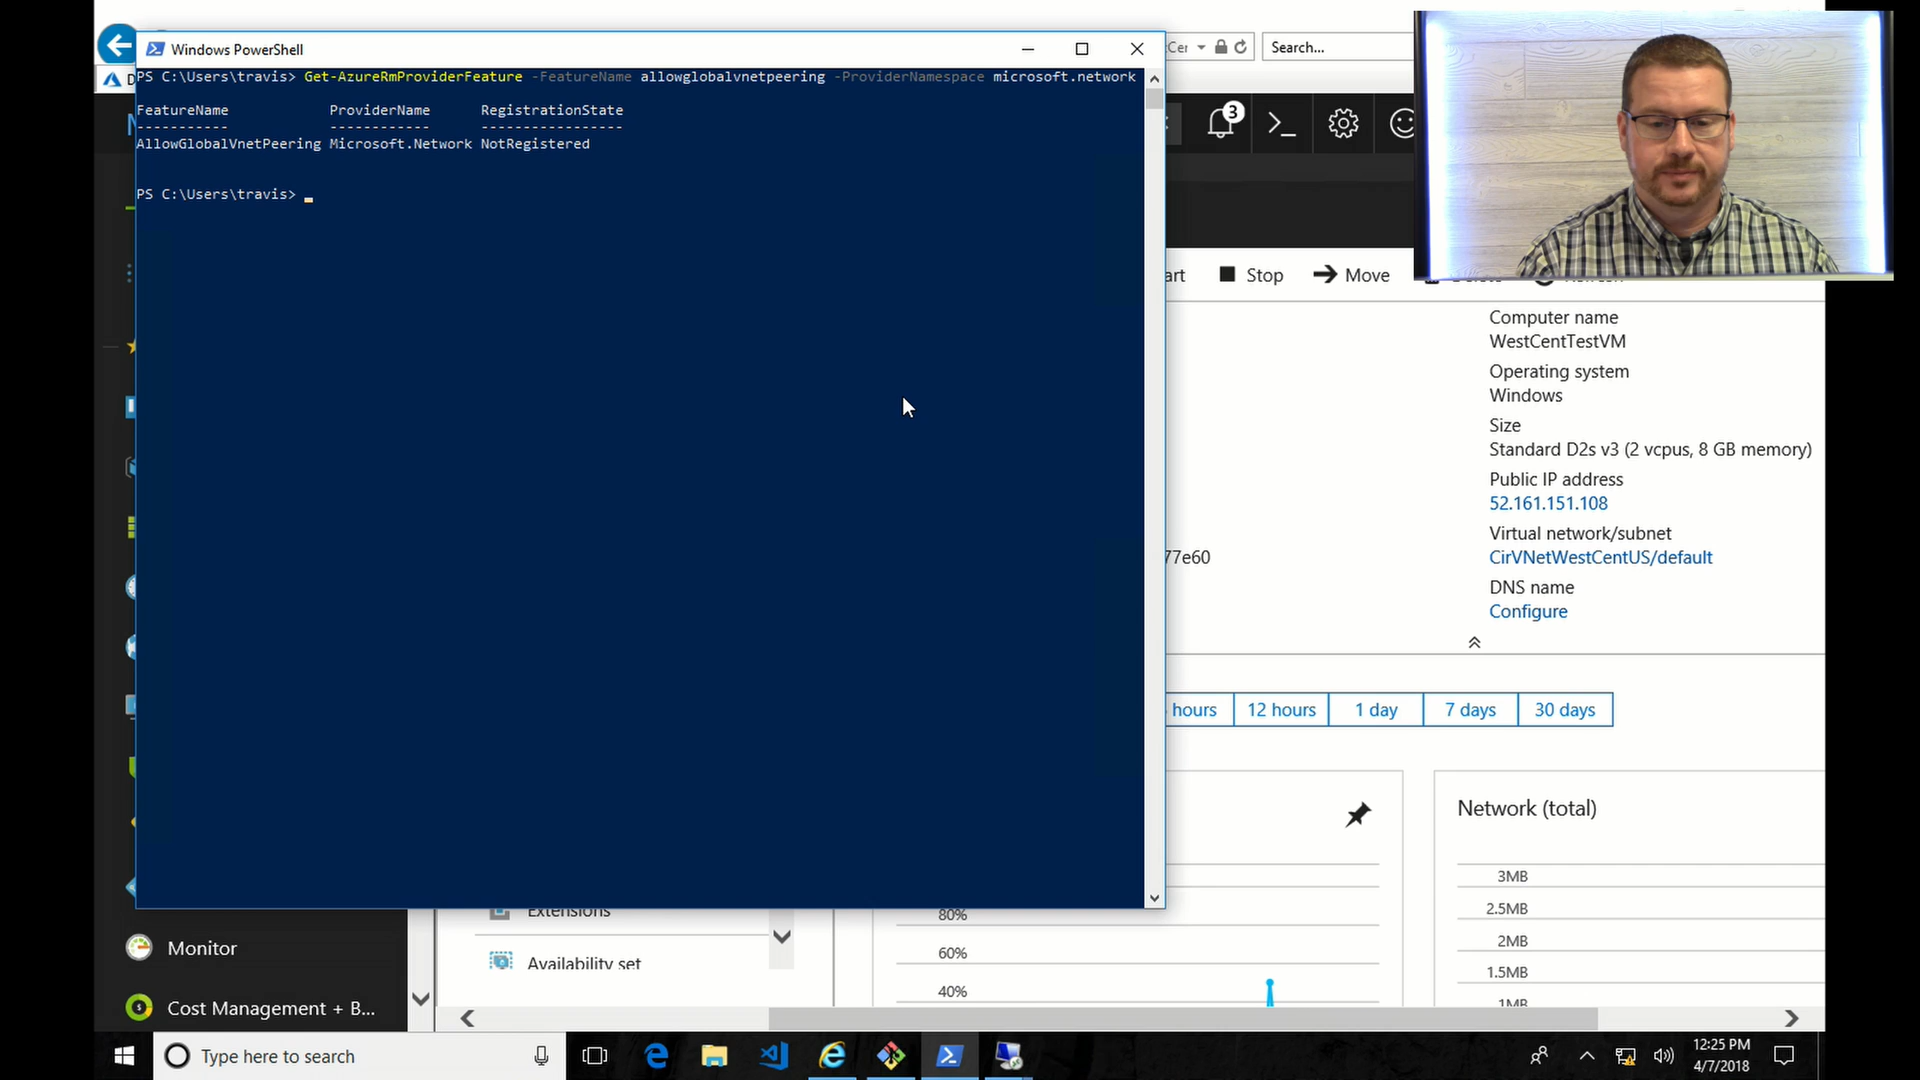 Windows PowerShell
PS C:\Users\travis> Get-AzureRmProviderFeature -FeatureName allowglobalvnetpeering -ProviderNamespace microsoft.network
FeatureName ProviderName RegistrationState
----------- ------------ -----------------
AllowGlobalVnetPeering Microsoft.Network NotRegistered
PS C:\Users\travis>
Search...
3
Stop
Move
Computer name
WestCentTestVM
Operating system
Windows
Size
Standard D2s v3 (2 vcpus, 8 GB memory)
Public IP address
52.161.151.108
Virtual network/subnet
77e60
CirVNetWestCentUS/default
DNS name
Configure
hours
12 hours
1 day
7 days
30 days
Network (total)
3MB
2.5MB
2MB
1.5MB
1MB
80%
60%
40%
Extensions
Availability set
Monitor
Cost Management + B...
Type here to search
12:25 PM
4/7/2018